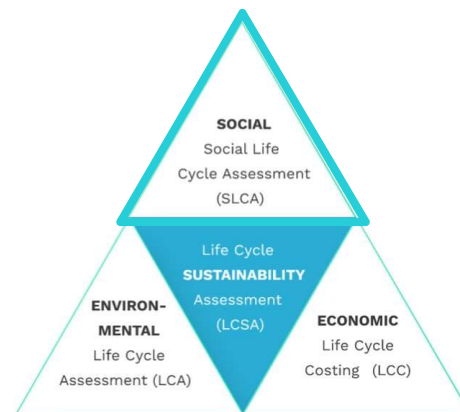 SOCIAL
Social Life
Cycle Assessment
(SLCA)
Life Cycle
SUSTAINABILITY
Assessment
(LCSA)
ENVIRON-
MENTAL
Life Cycle
Assessment (LCA)
ECONOMIC
Life Cycle
Costing (LCC)